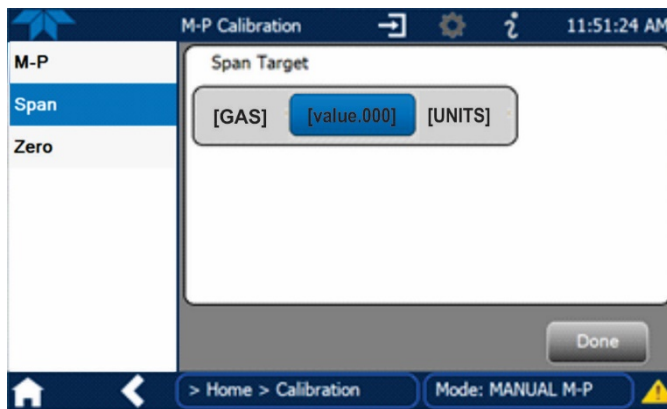 M-P Calibration
11:51:24 AM
M-P
Span
Zero
Span Target
[GAS] [value.000] [UNITS]
Done
> Home > Calibration
Mode: MANUAL M-P